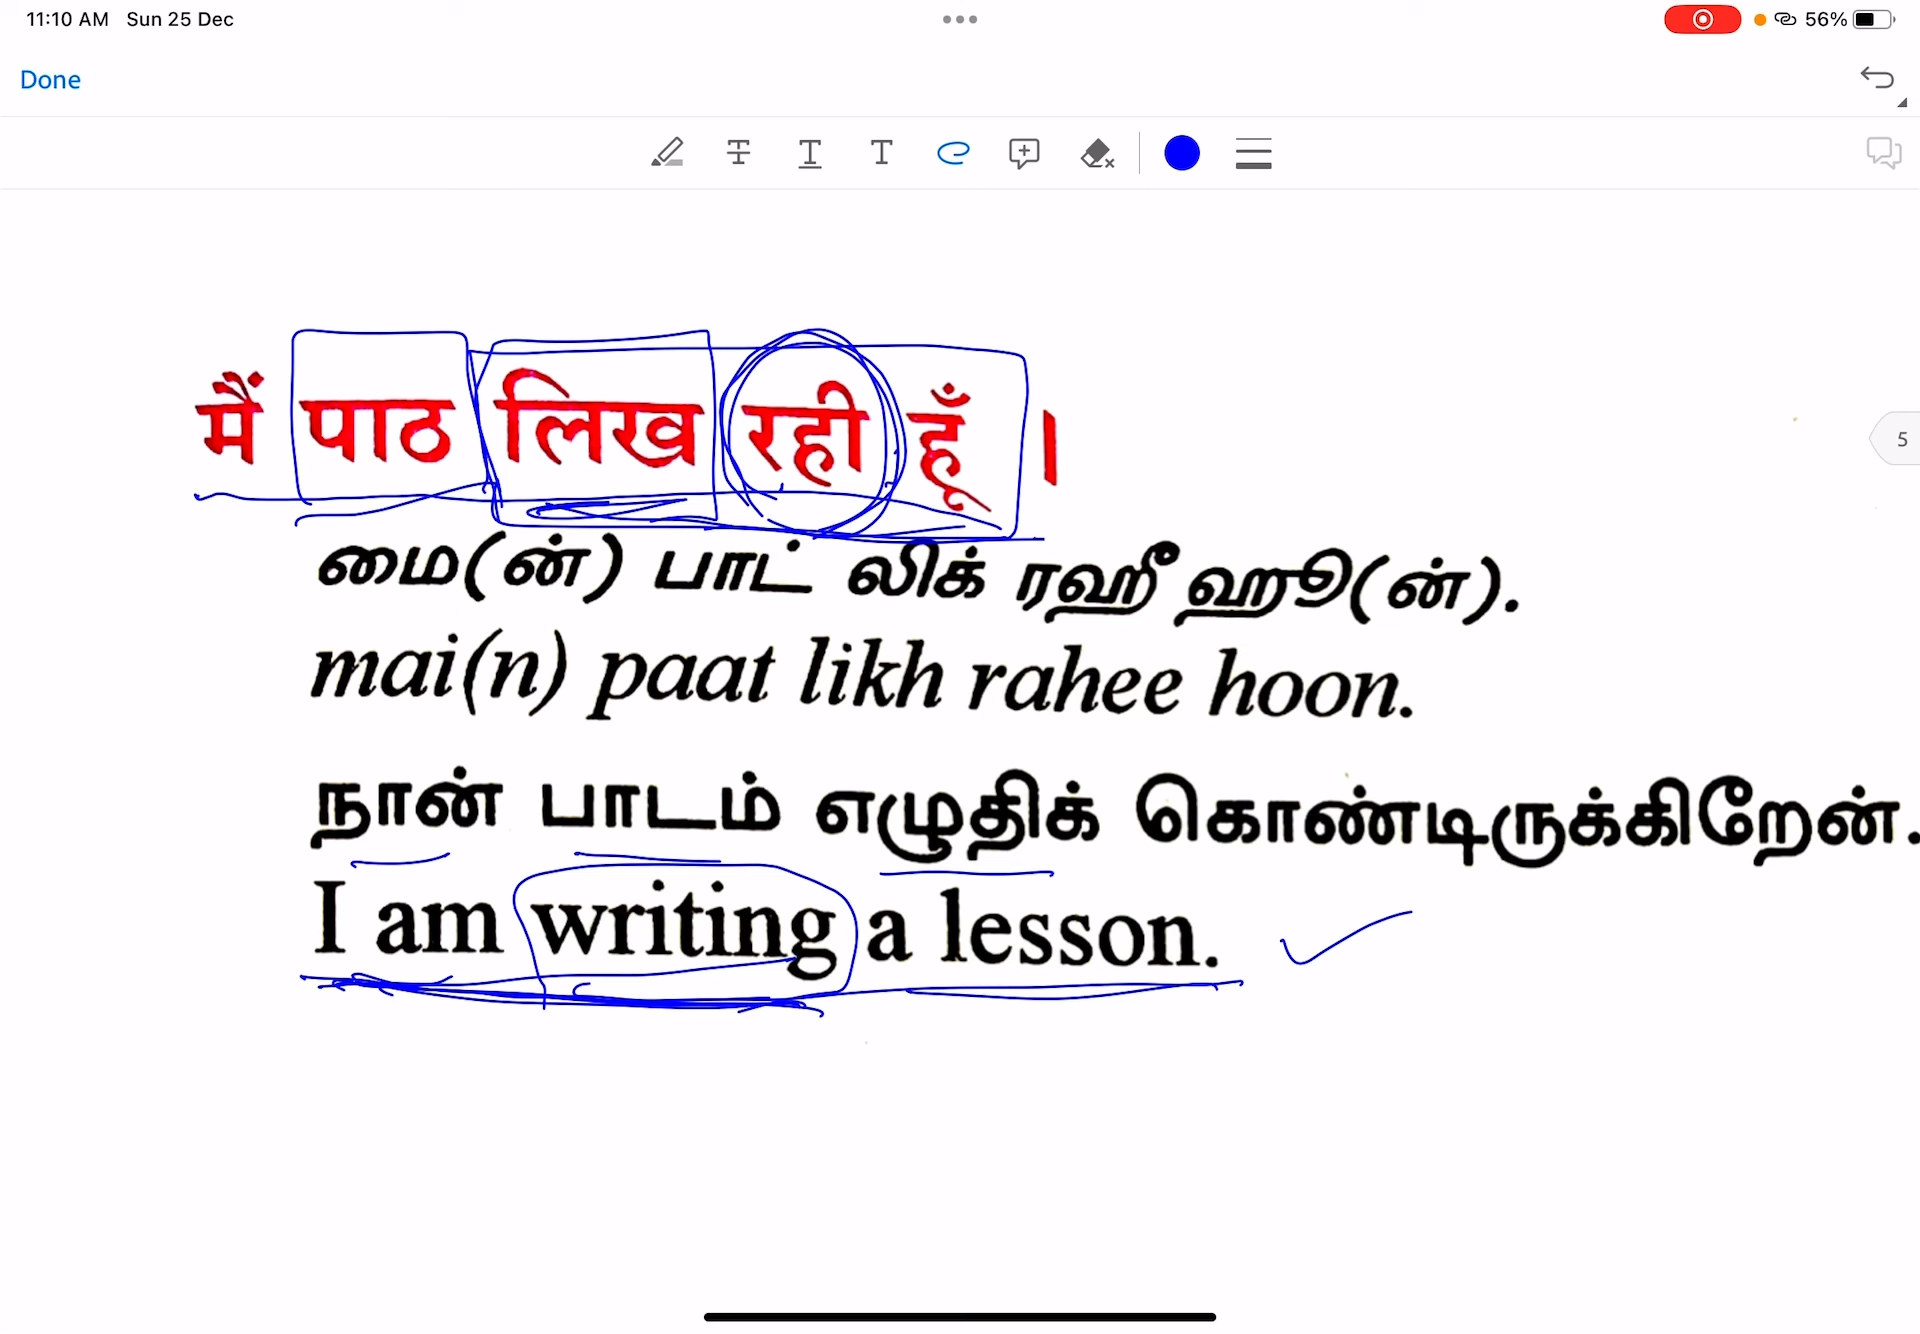 11:10 AM Sun 25 Dec
56%
Done
5
मैं पाठ लिख रही हूँ ।
மை(ன்) பாட் லிக் ரஹீ ஹூ(ன்).
mai(n) paat likh rahee hoon.
நான் பாடம் எழுதிக் கொண்டிருக்கிறேன்.
I am writing a lesson.